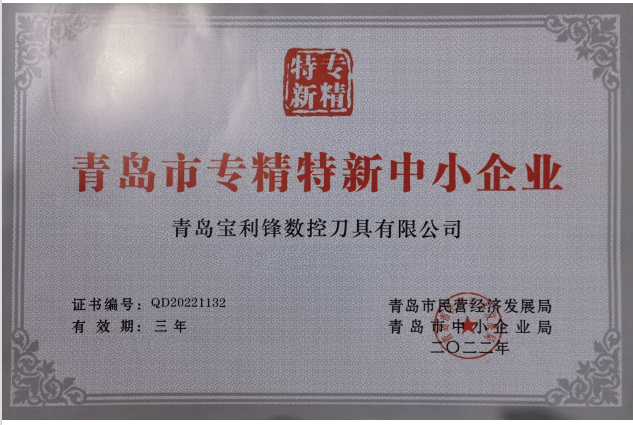 专精
特新
青岛市专精特新中小企业
青岛宝利锋数控刀具有限公司
证书编号：QD20221132
有效期：三年
青岛市民营经济发展局
青岛市中小企业局
二〇二二年